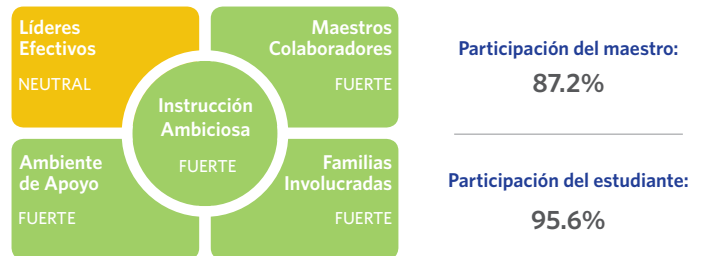 Líderes
Efectivos
NEUTRAL
Maestros
Colaboradores
FUERTE
Instrucción
Ambiciosa
FUERTE
Ambiente
de Apoyo
FUERTE
Familias
Involucradas
FUERTE
Participación del maestro:
87.2%
Participación del estudiante:
95.6%